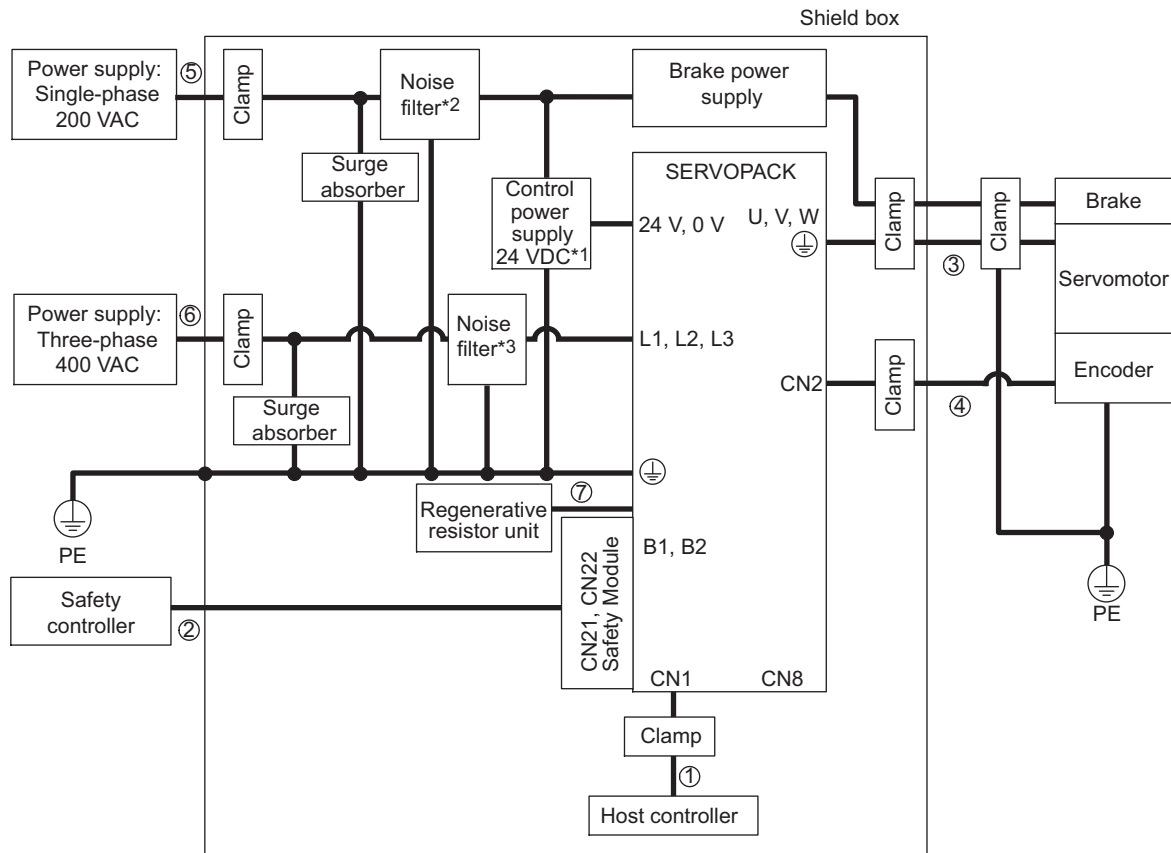 Shield box
Power supply:
Single-phase
200 VAC
⑤
Clamp
Noise
filter*2
Brake power
supply
Surge
absorber
Control
power
supply
24 VDC*1
SERVOPACK
24 V, 0 V
U, V, W
Clamp
Clamp
Brake
③
Servomotor
Power supply:
Three-phase
400 VAC
⑥
Clamp
Noise
filter*3
L1, L2, L3
CN2
Clamp
④
Encoder
Surge
absorber
PE
Regenerative
resistor unit
⑦
B1, B2
PE
Safety
controller
②
CN21, CN22
Safety Module
CN1
CN8
Clamp
①
Host controller